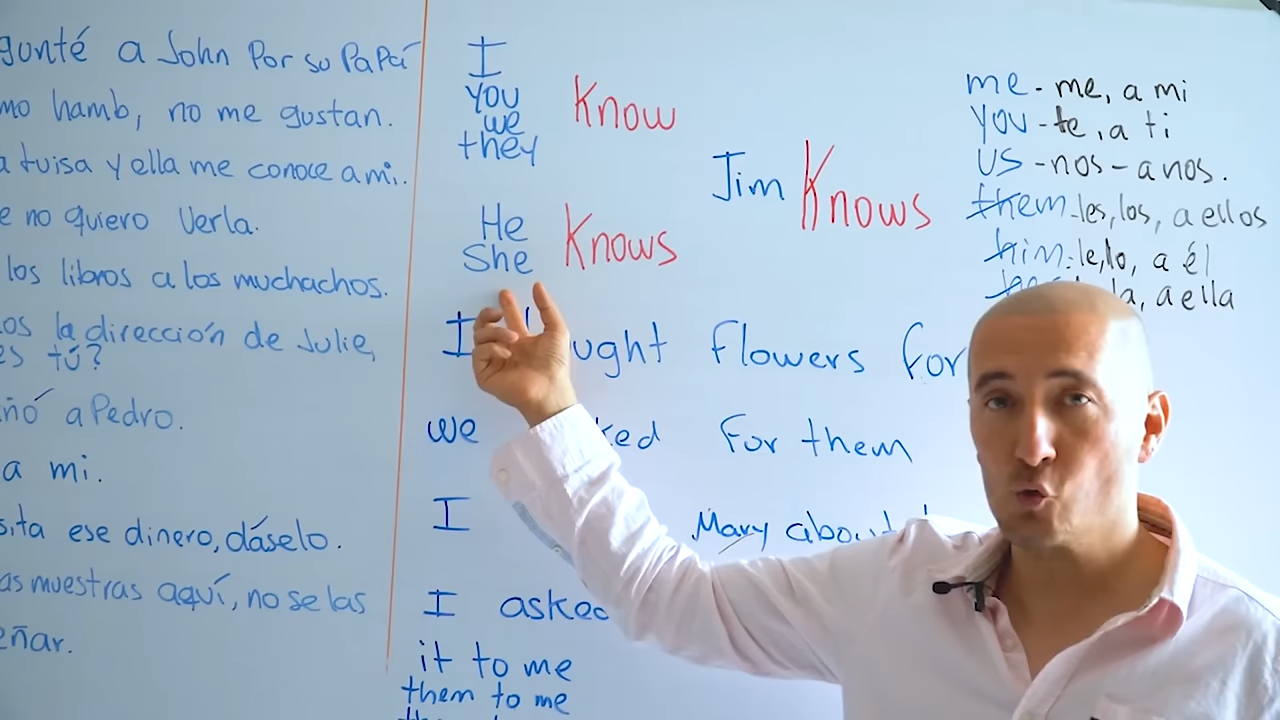 gunté a John Por su PaPá
mo hamb, no me gustan.
a Luisa y ella me conoce a mi.
e no quiero Verla.
los libros a los muchachos.
os la dirección de Julie,
es tú?
ñó a Pedro.
a mi.
sita ese dinero, dáselo.
as muestras aquí, no se las
eñar.
I
you
we
they
Know
He
She
Knows
Jim Knows
me - me, a mi
You - te, a ti
US - nos - a nos.
them - les, los, a ellos
him: le, lo, a él
la, a ella
I ught Flowers For
we ked For them
I Mary about
I asked
it to me
them to me